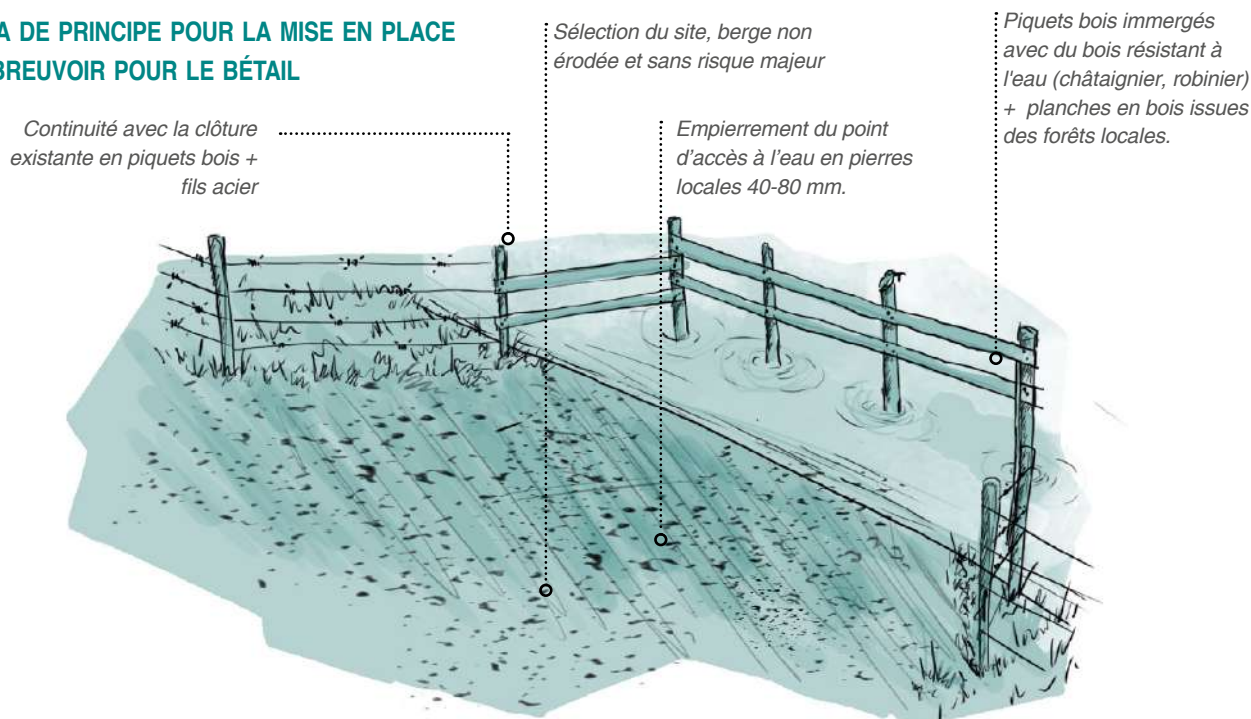 A DE PRINCIPE POUR LA MISE EN PLACE
BREUVOIR POUR LE BÉTAIL
Continuité avec la clôture
existante en piquets bois +
fils acier
Sélection du site, berge non
érodée et sans risque majeur
Empierrement du point
d’accès à l’eau en pierres
locales 40-80 mm.
Piquets bois immergés
avec du bois résistant à
l'eau (châtaignier, robinier)
+ planches en bois issues
des forêts locales.